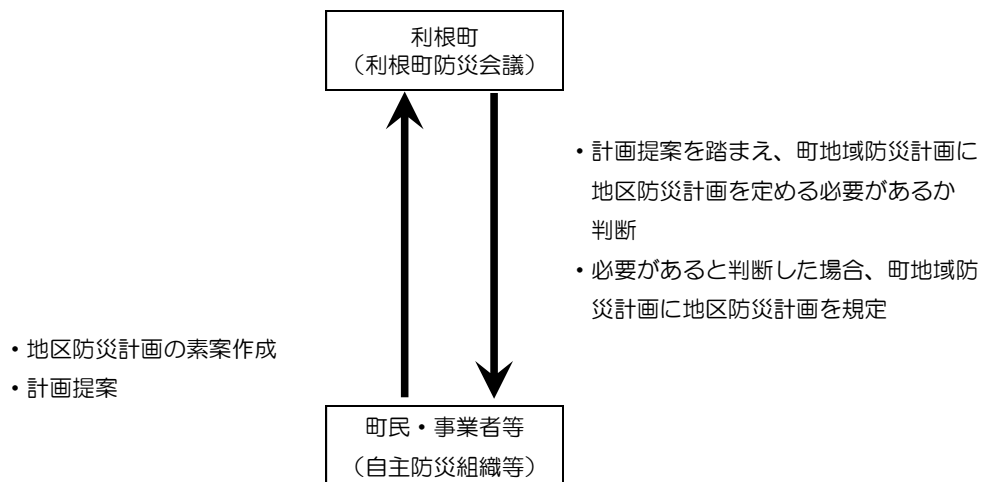 利根町
（利根町防災会議）
・計画提案を踏まえ、町地域防災計画に
地区防災計画を定める必要があるか
判断
・必要があると判断した場合、町地域防
災計画に地区防災計画を規定
・地区防災計画の素案作成
・計画提案
町民・事業者等
（自主防災組織等）